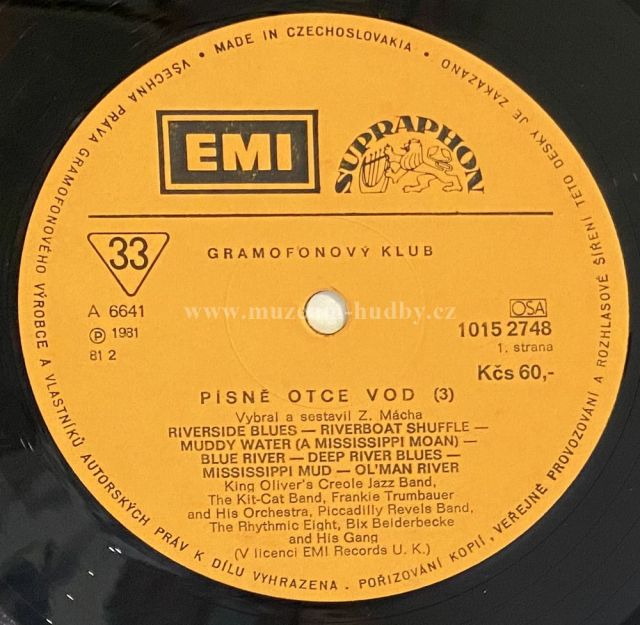 VŠECHNA PRÁVA GRAMOFONOVÉHO VÝROBCE A VLASTNÍKŮ AUTORSKÝCH PRÁV K DÍLU VYHRAZENA. POŘIZOVÁNÍ KOPIÍ, VEŘEJNÉ PROVOZOVÁNÍ A ROZHLASOVÉ ŠÍŘENÍ TÉTO DESKY JE ZAKÁZÁNO
• MADE IN CZECHOSLOVAKIA •
EMI
SUPRAPHON
33
GRAMOFONOVÝ KLUB
www.muzeum-hudby.cz
A 6641
OSA
Ⓟ 1981
1015 2748
81 2
1. strana
Kčs 60,-
PÍSNĚ OTCE VOD (3)
Vybral a sestavil Z. Mácha
RIVERSIDE BLUES — RIVERBOAT SHUFFLE —
MUDDY WATER (A MISSISSIPPI MOAN) —
BLUE RIVER — DEEP RIVER BLUES —
MISSISSIPPI MUD — OL'MAN RIVER
King Oliver's Creole Jazz Band,
The Kit-Cat Band, Frankie Trumbauer
and His Orchestra, Piccadilly Revels Band,
The Rhythmic Eight, Bix Beiderbecke
and His Gang
(V licenci EMI Records U. K.)